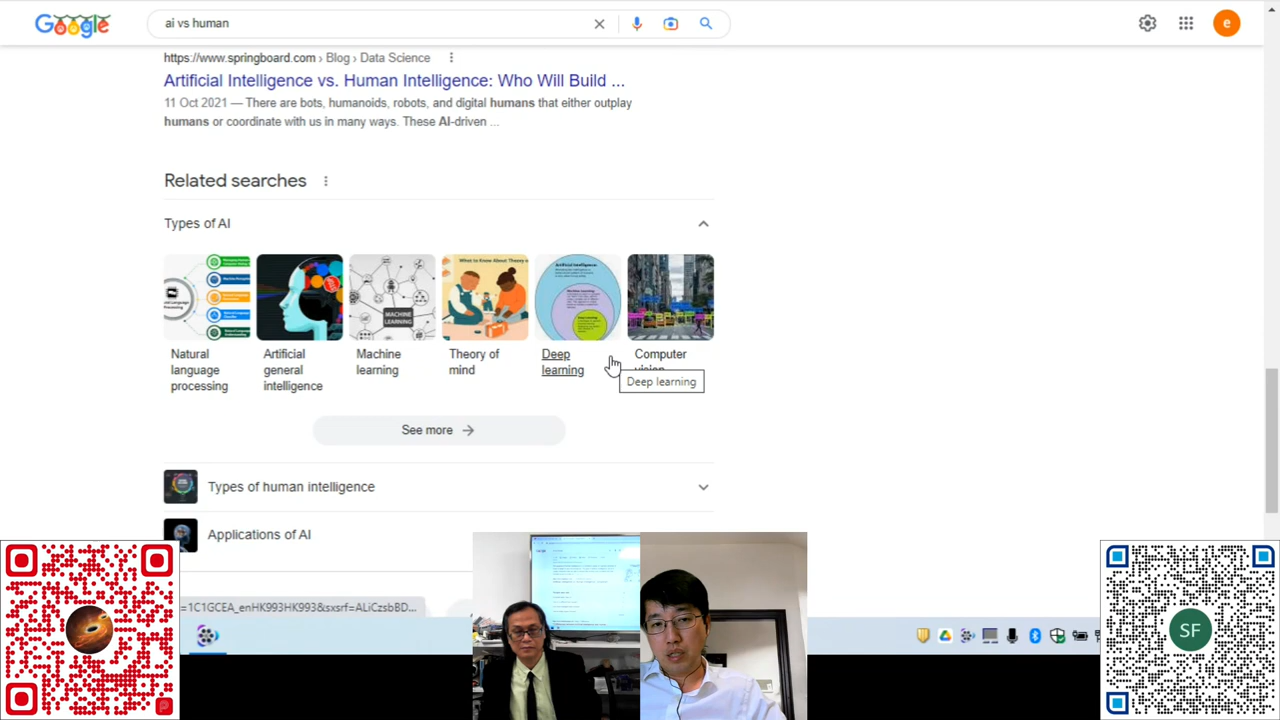 Google
ai vs human
e
https://www.springboard.com › Blog › Data Science
Artificial Intelligence vs. Human Intelligence: Who Will Build ...
11 Oct 2021 — There are bots, humanoids, robots, and digital humans that either outplay
humans or coordinate with us in many ways. These AI-driven ...
Related searches
Types of AI
MACHINE
LEARNING
Natural
language
processing
Artificial
general
intelligence
Machine
learning
Theory of
mind
Deep
learning
Computer
vision
Deep learning
See more
Types of human intelligence
Applications of AI
SF